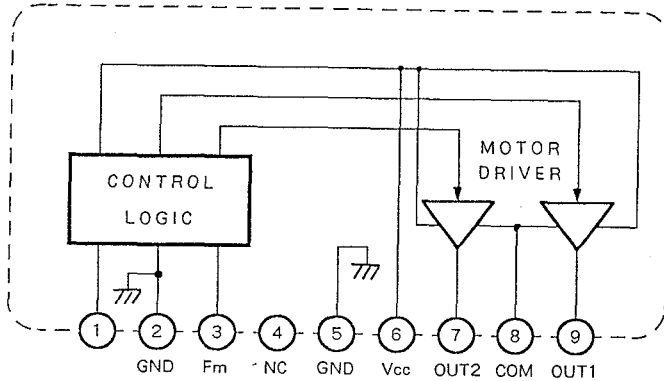 MOTOR
DRIVER
CONTROL
LOGIC
1 2 3 4 5 6 7 8 9
GND Fm NC GND Vcc OUT2 COM OUT1